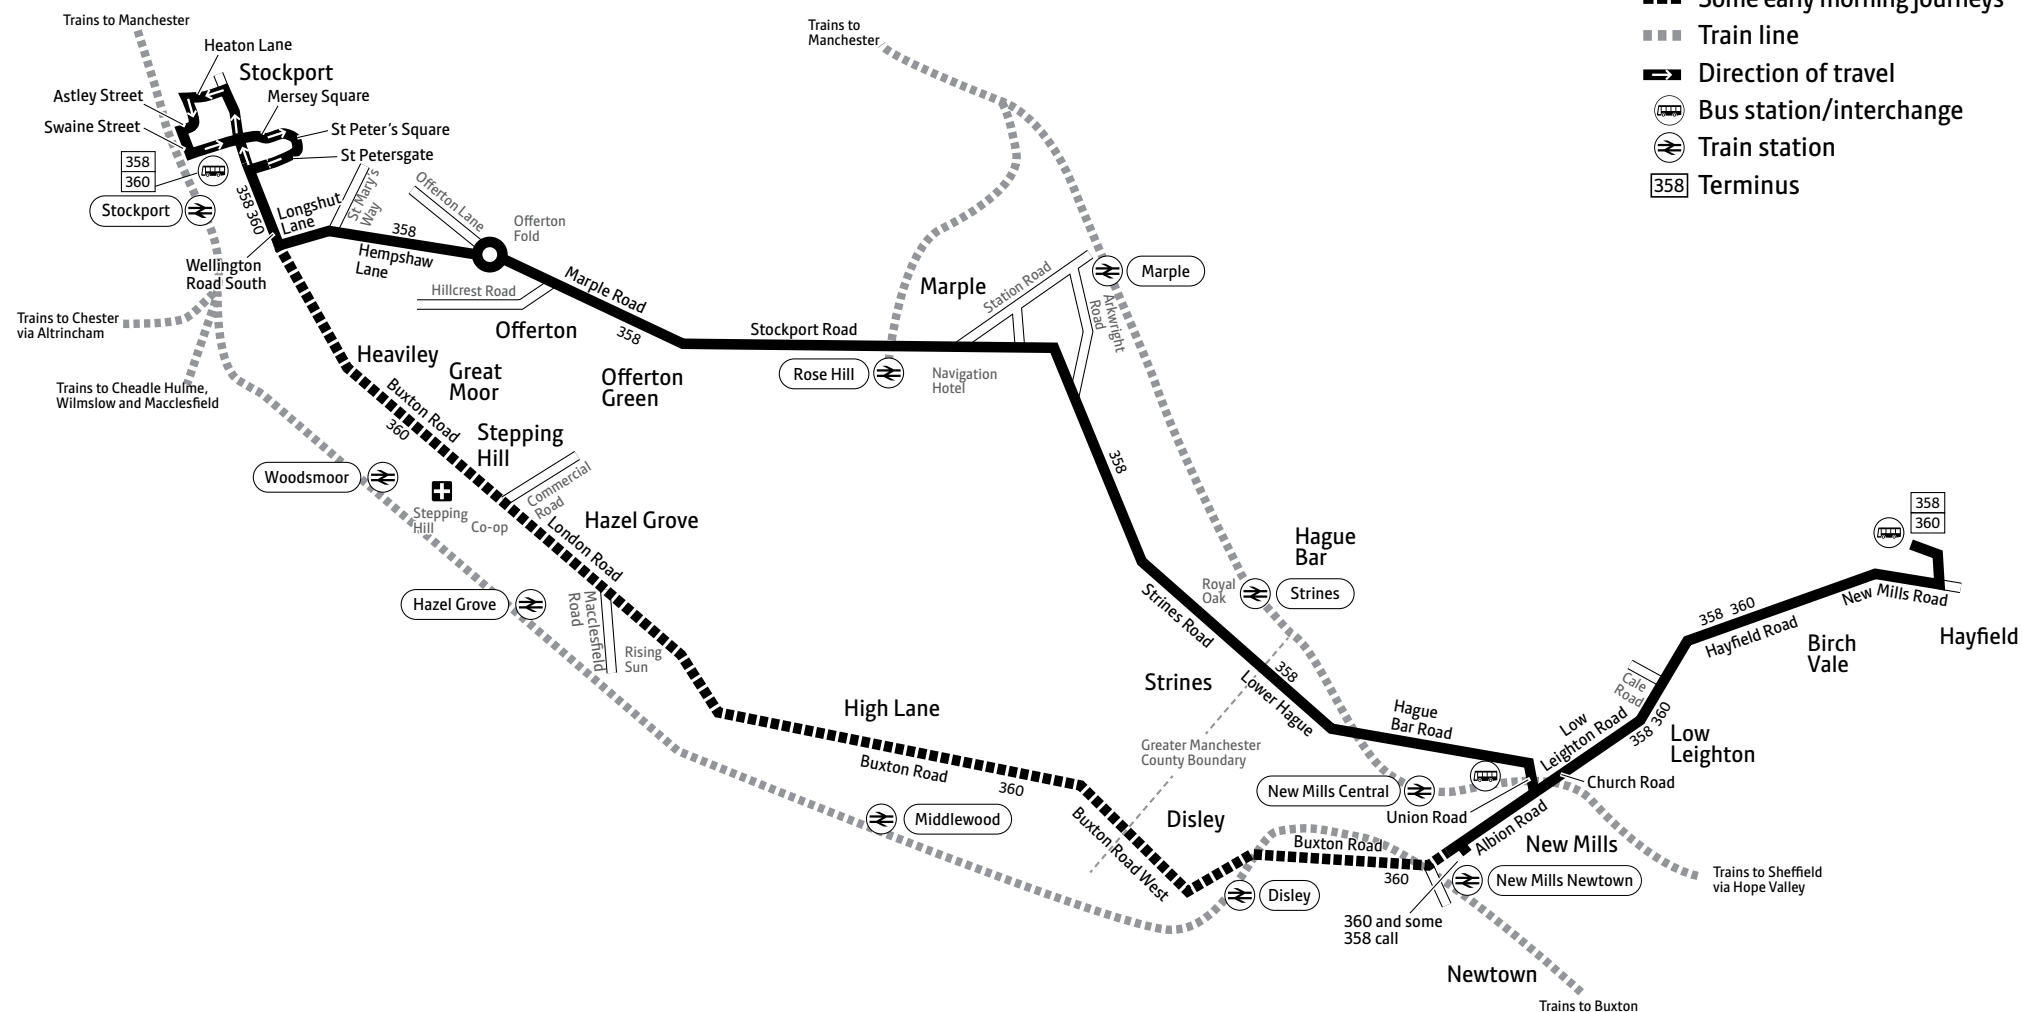 Trains to Manchester
Heaton Lane
Stockport
Astley Street
Mersey Square
Swaine Street
St Peter's Square
St Petersgate
358
360
Stockport
358 360
Longshut
Lane
St Mary's
Way
Wellington
Road South
358
Hempshaw
Lane
Offerton Lane
Offerton
Fold
Hillcrest Road
Marple Road
358
Offerton
Trains to Chester
via Altrincham
Trains to Cheadle Hulme,
Wilmslow and Macclesfield
Heaviley
Great
Moor
Offerton
Green
Buxton Road
360
Stepping
Hill
Woodsmoor
Stepping
Hill
Co-op
Commercial
Road
London Road
Hazel Grove
Hazel Grove
Macclesfield
Road
Rising
Sun
High Lane
Buxton Road
360
Middlewood
Trains to
Manchester
Stockport Road
Rose Hill
Marple
Station Road
Navigation
Hotel
Arkwright
Road
Marple
358
Strines Road
Royal
Oak
Strines
Hague
Bar
Strines
358
Lower Hague
Greater Manchester
County Boundary
Hague
Bar Road
Buxton Road West
Disley
Disley
Buxton Road
360
New Mills Central
Union Road
Albion Road
New Mills
New Mills Newtown
360 and some
358 call
Newtown
Trains to Buxton
Trains to Sheffield
via Hope Valley
Church Road
Low
Leighton Road
358 360
Low
Leighton
Cale
Road
358 360
Hayfield Road
Birch
Vale
New Mills Road
Hayfield
358
360
Some early morning journeys
Train line
Direction of travel
Bus station/interchange
Train station
358 Terminus